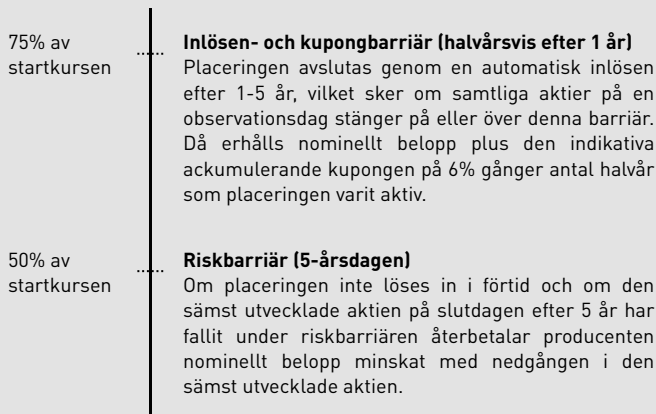 75% av
startkursen
Inlösen- och kupongbarriär (halvårsvis efter 1 år)
Placeringen avslutas genom en automatisk inlösen
efter 1-5 år, vilket sker om samtliga aktier på en
observationsdag stänger på eller över denna barriär.
Då erhålls nominellt belopp plus den indikativa
ackumulerande kupongen på 6% gånger antal halvår
som placeringen varit aktiv.
50% av
startkursen
Riskbarriär (5-årsdagen)
Om placeringen inte löses in i förtid och om den
sämst utvecklade aktien på slutdagen efter 5 år har
fallit under riskbarriären återbetalar producenten
nominellt belopp minskat med nedgången i den
sämst utvecklade aktien.